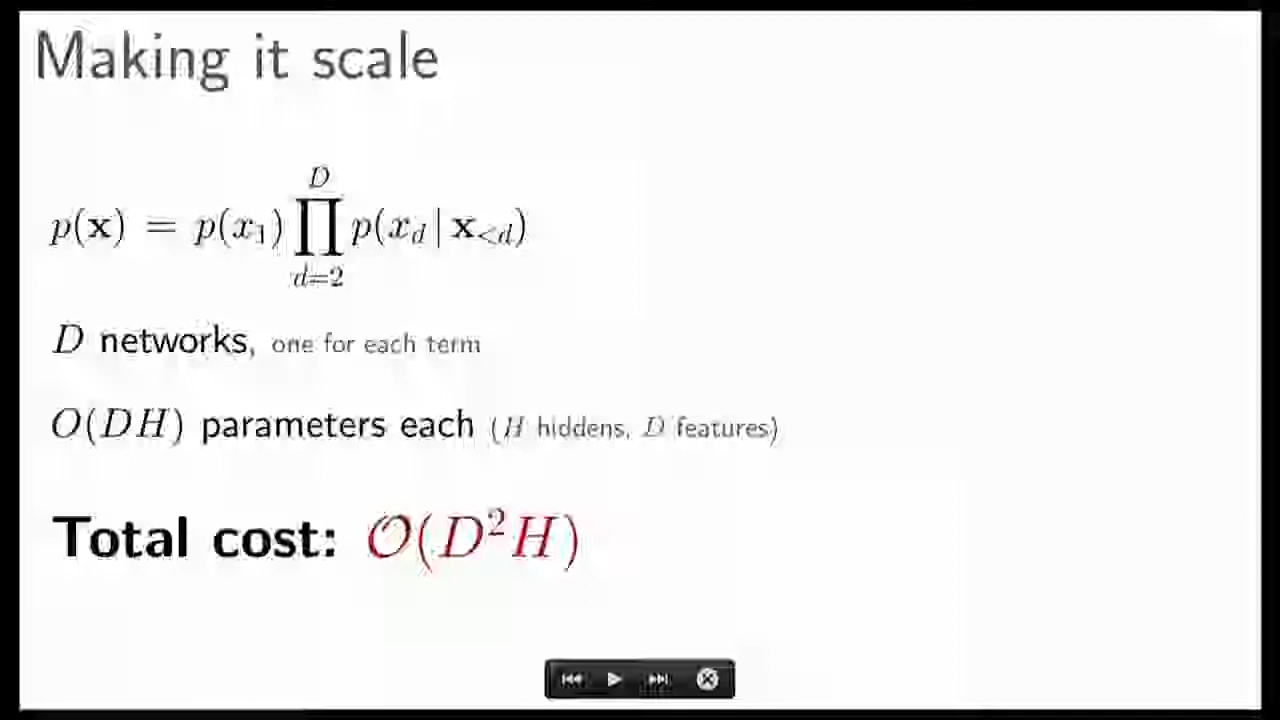 Making it scale
p(x) = p(x₁) ∏_{d=2}^{D} p(x_d | x_{<d})
D networks, one for each term
O(DH) parameters each (H hiddens, D features)
Total cost: 𝒪(D²H)